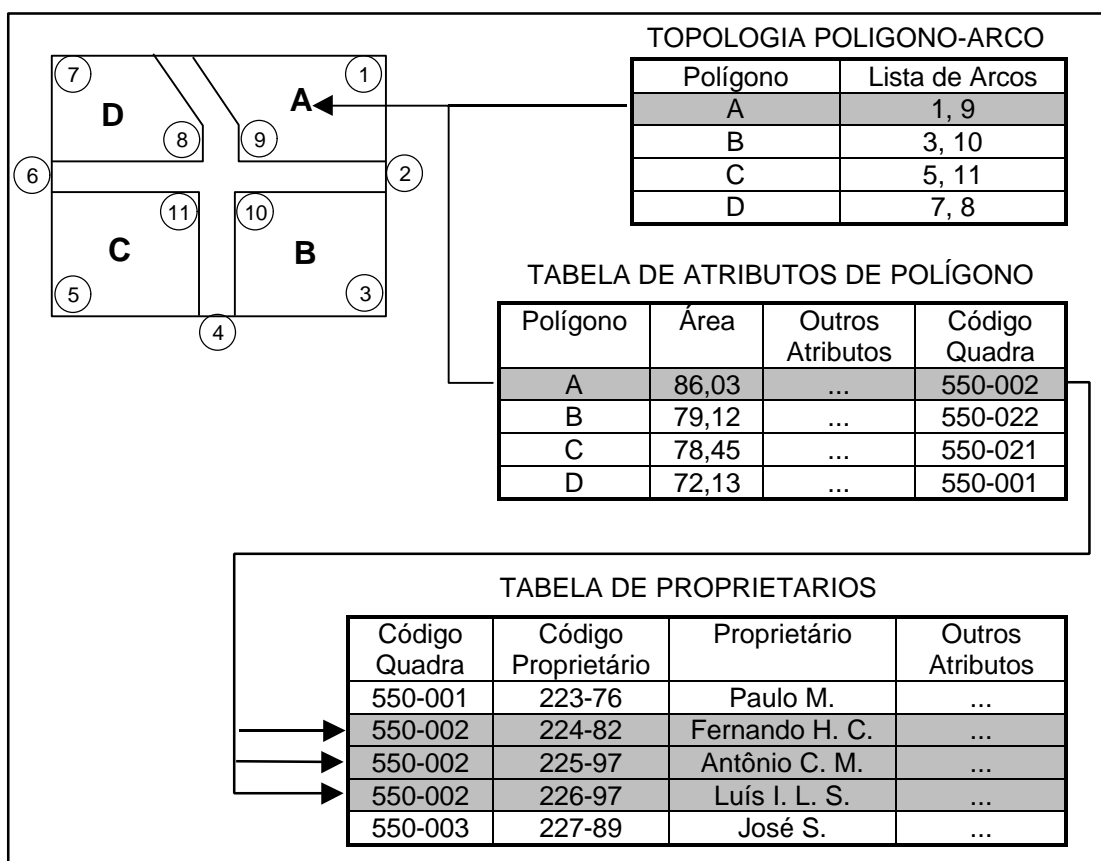 7
1
D
A
8
9
6
2
11
10
C
B
5
3
4
TOPOLOGIA POLIGONO-ARCO
Polígono Lista de Arcos
A 1, 9
B 3, 10
C 5, 11
D 7, 8
TABELA DE ATRIBUTOS DE POLÍGONO
Polígono Área Outros Código
Atributos Quadra
A 86,03 ... 550-002
B 79,12 ... 550-022
C 78,45 ... 550-021
D 72,13 ... 550-001
TABELA DE PROPRIETARIOS
Código Código Proprietário Outros
Quadra Proprietário Atributos
550-001 223-76 Paulo M. ...
550-002 224-82 Fernando H. C. ...
550-002 225-97 Antônio C. M. ...
550-002 226-97 Luís I. L. S. ...
550-003 227-89 José S. ...